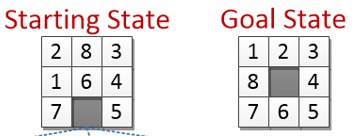 Starting State
Goal State
2 8 3
1 6 4
7 5
1 2 3
8 4
7 6 5